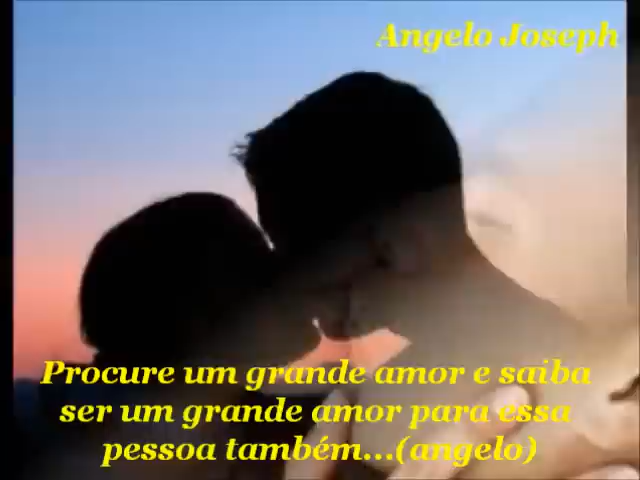 Angelo Joseph
Procure um grande amor e saiba
ser um grande amor para essa
pessoa também...(angelo)